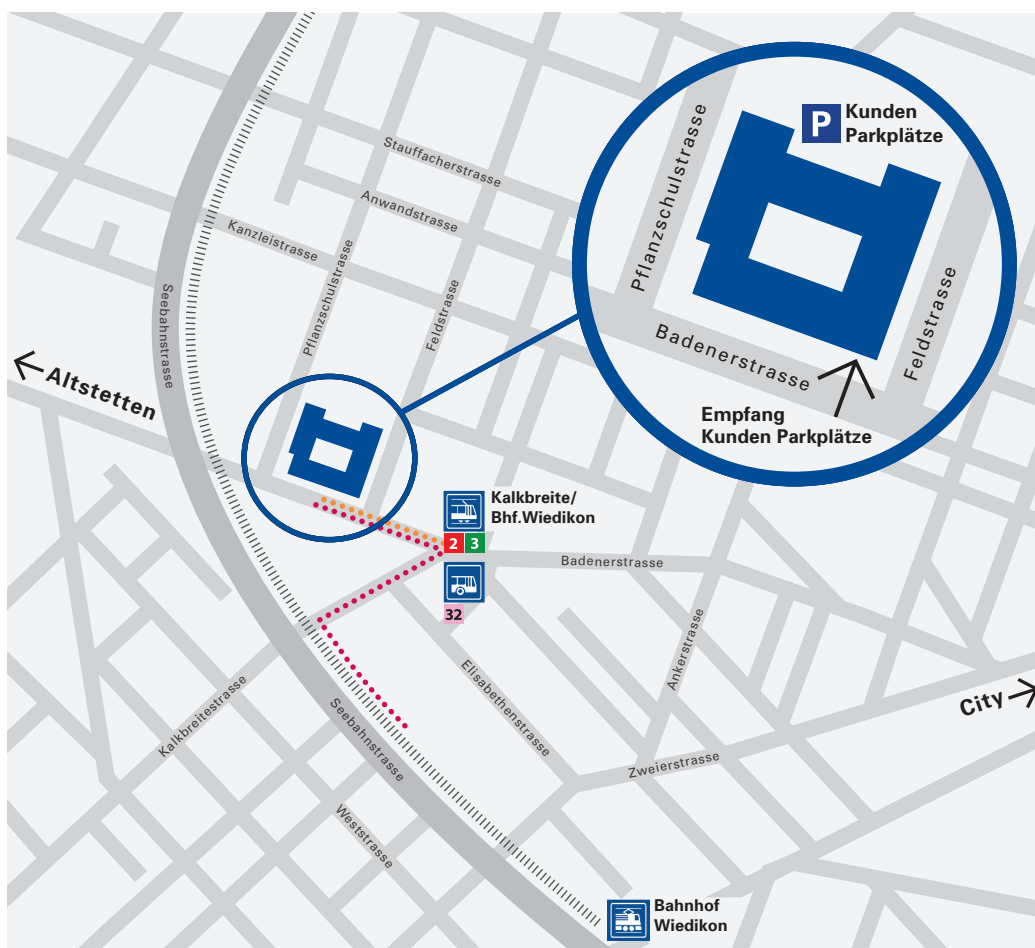 P Kunden
Parkplätze
Pflanzschulstrasse
Badenerstrasse
Feldstrasse
Empfang
Kunden Parkplätze
Stauffacherstrasse
Anwandstrasse
Kanzleistrasse
Pflanzschulstrasse
Feldstrasse
Seebahnstrasse
Altstetten
Kalkbreite/
Bhf.Wiedikon
2 3
32
Badenerstrasse
Ankerstrasse
Elisabethenstrasse
Kalkbreitestrasse
Seebahnstrasse
City
Zweierstrasse
Weststrasse
Bahnhof
Wiedikon